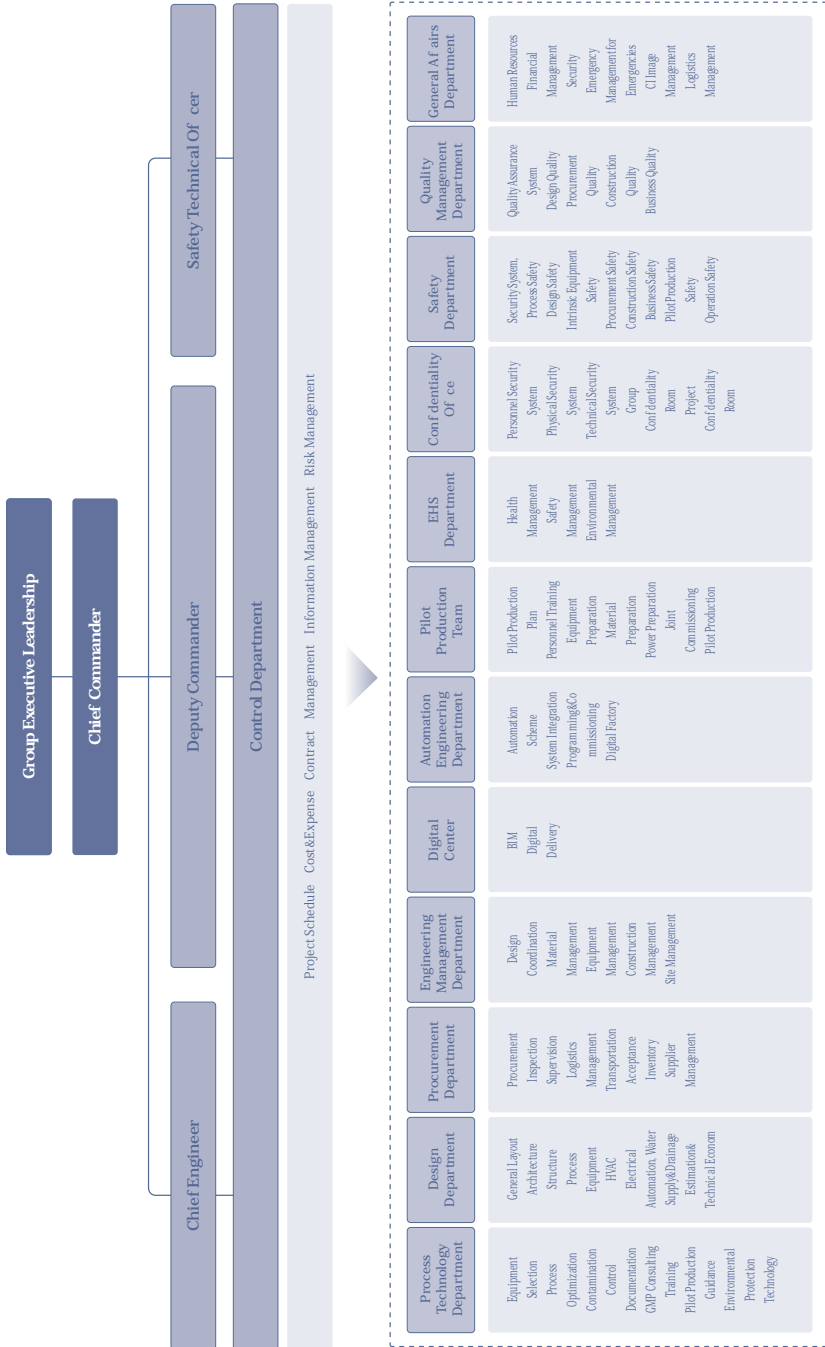 Group Executive Leadership
Chief Commander
Chief Engineer
Deputy Commander
Safety Technical Of cer
Control Department
Project Schedule Cost&Expense Contract Management Information Management Risk Management
Process
Technology
Department
Equipment
Selection
Process
Optimization
Contamination
Control
Documentation
GMP Consulting
Training
Pilot Production
Guidance
Environmental
Protection
Technology
Design
Department
General Layout
Architecture
Structure
Process
Equipment
HVAC
Electrical
Automation, Water
Supply&Drainage
Estimation&
Technical Econom
Procurement
Department
Procurement
Inspection
Supervision
Logistics
Management
Transportation
Acceptance
Inventory
Supplier
Management
Engineering
Management
Department
Design
Coordination
Material
Management
Equipment
Management
Construction
Management
Site Management
Digital
Center
BIM
Digital
Delivery
Automation
Engineering
Department
Automation
Scheme
System Integration
Programming&Co
mmissioning
Digital Factory
Pilot
Production
Team
Pilot Production
Plan
Personnel Training
Equipment
Preparation
Material
Preparation
Power Preparation
Joint
Commissioning
Pilot Production
EHS
Department
Health
Management
Safety
Management
Environmental
Management
Conf dentiality
Of ce
Personnel Security
System
Physical Security
System
Technical Security
System
Group
Conf dentiality
Room
Project
Conf dentiality
Room
Safety
Department
Security System,
Process Safety
Design Safety
Intrinsic Equipment
Safety
Procurement Safety
Construction Safety
Business Safety
Pilot Production
Safety
Operation Safety
Quality
Management
Department
Quality Assurance
System
Design Quality
Procurement
Quality
Construction
Quality
Business Quality
General Af airs
Department
Human Resources
Financial
Management
Security
Emergency
Management for
Emergencies
CI Image
Management
Logistics
Management